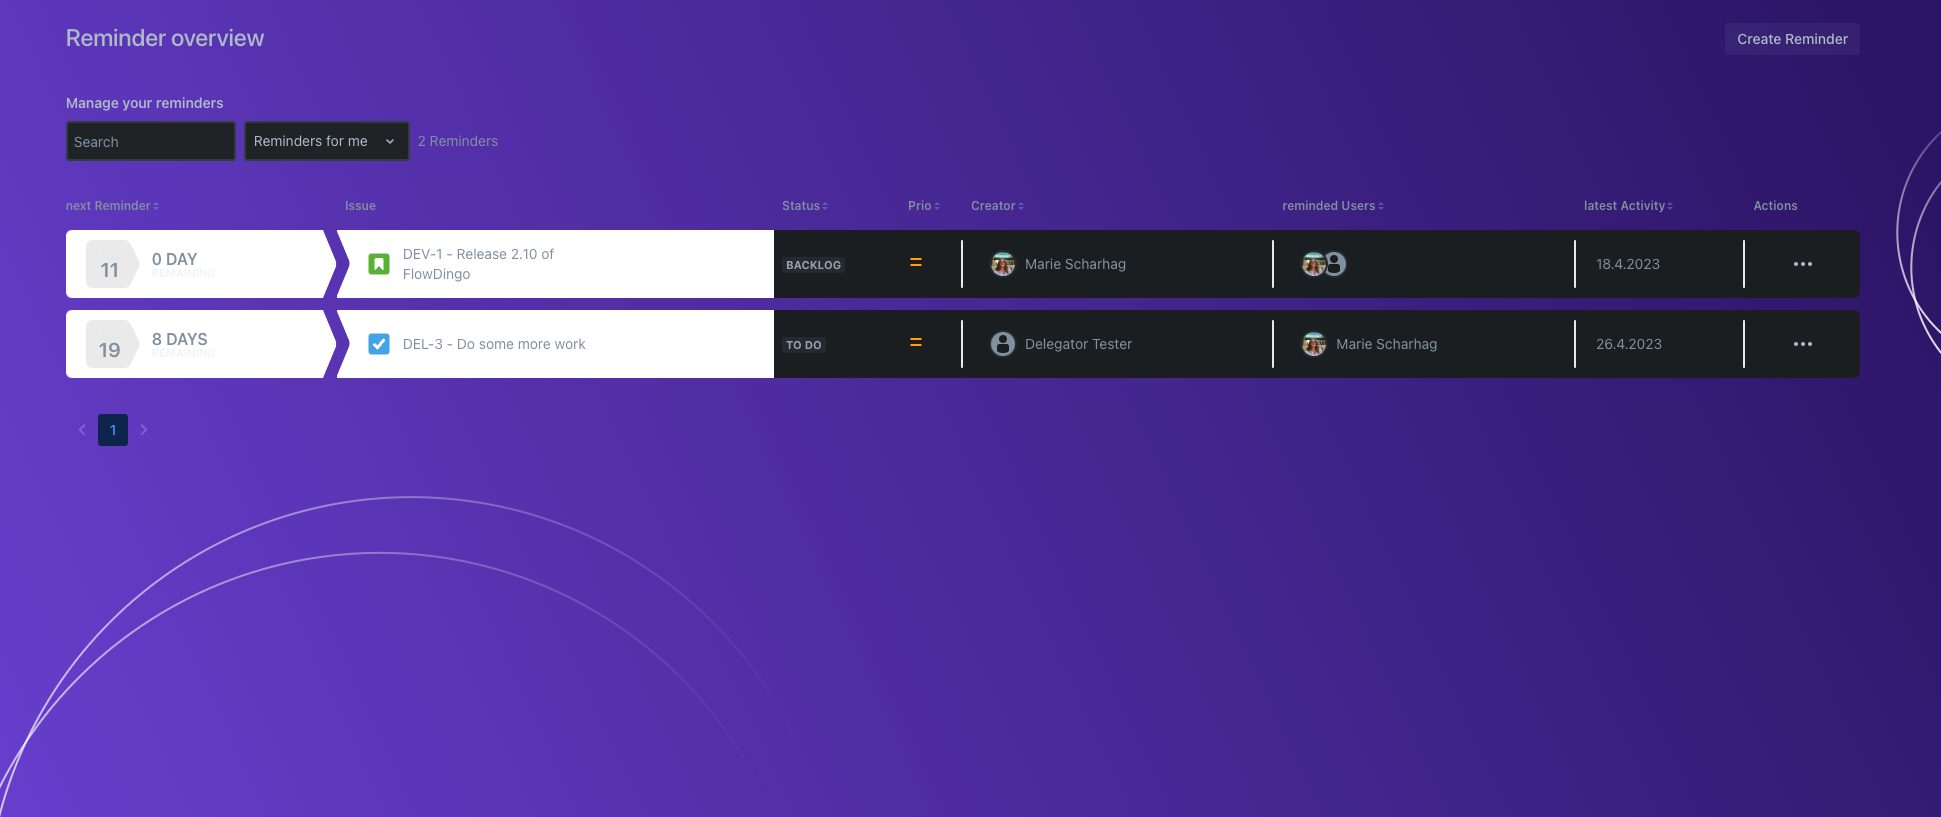 Reminder overview
Create Reminder
Manage your reminders
Search
Reminders for me
2 Reminders
next Reminder
Issue
Status
Prio
Creator
reminded Users
latest Activity
Actions
11
0 DAY
REMAINING
DEV-1 - Release 2.10 of
FlowDingo
BACKLOG
Marie Scharhag
18.4.2023
19
8 DAYS
REMAINING
DEL-3 - Do some more work
TO DO
Delegator Tester
Marie Scharhag
26.4.2023
1